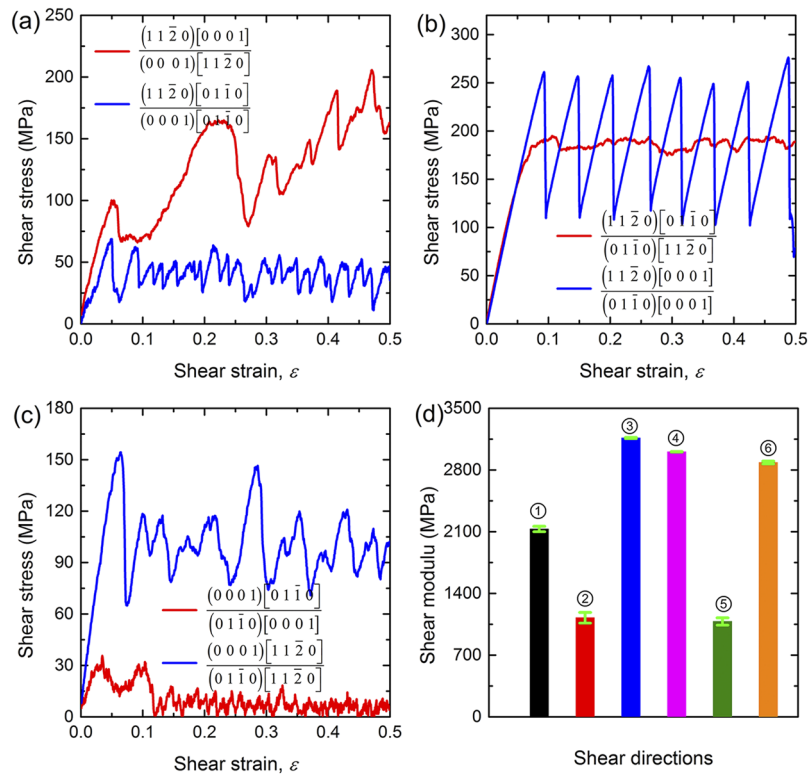 (a)
(1 1 2̄ 0)[0 0 0 1]
(0 0 0 1)[1 1 2̄ 0]
(1 1 2̄ 0)[0 1 1̄ 0]
(0 0 0 1)[0 1 1̄ 0]
250
200
150
100
50
0
0.0 0.1 0.2 0.3 0.4 0.5
Shear stress (MPa)
Shear strain, ε
(b)
300
250
200
150
100
50
0
0.0 0.1 0.2 0.3 0.4 0.5
Shear stress (MPa)
Shear strain, ε
(1 1 2̄ 0)[0 1 1̄ 0]
(0 1 1̄ 0)[1 1 2̄ 0]
(1 1 2̄ 0)[0 0 0 1]
(0 1 1̄ 0)[0 0 0 1]
(c)
180
150
120
90
60
30
0
0.0 0.1 0.2 0.3 0.4 0.5
Shear stress (MPa)
Shear strain, ε
(0 0 0 1)[0 1 1̄ 0]
(0 1 1̄ 0)[0 0 0 1]
(0 0 0 1)[1 1 2̄ 0]
(0 1 1̄ 0)[1 1 2̄ 0]
(d)
3500
2800
2100
1400
700
0
Shear modulu (MPa)
① ② ③ ④ ⑤ ⑥
Shear directions